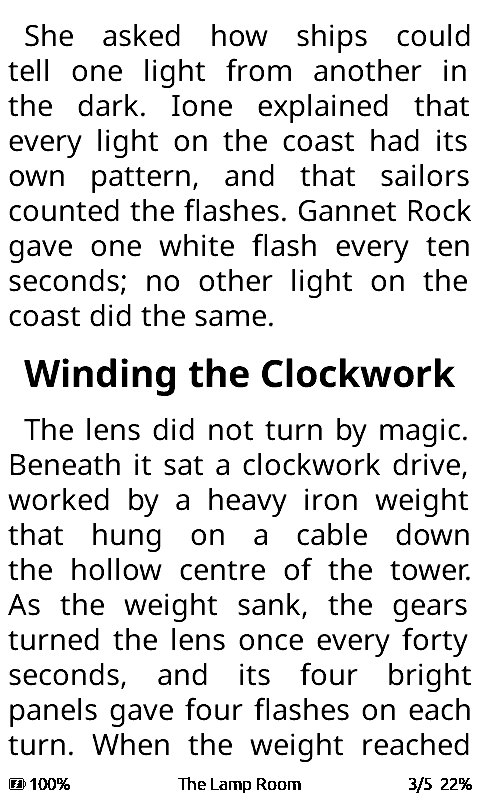 She asked how ships could
tell one light from another in
the dark. Ione explained that
every light on the coast had its
own pattern, and that sailors
counted the flashes. Gannet Rock
gave one white flash every ten
seconds; no other light on the
coast did the same.
Winding the Clockwork
The lens did not turn by magic.
Beneath it sat a clockwork drive,
worked by a heavy iron weight
that hung on a cable down
the hollow centre of the tower.
As the weight sank, the gears
turned the lens once every forty
seconds, and its four bright
panels gave four flashes on each
turn. When the weight reached
100% The Lamp Room 3/5 22%